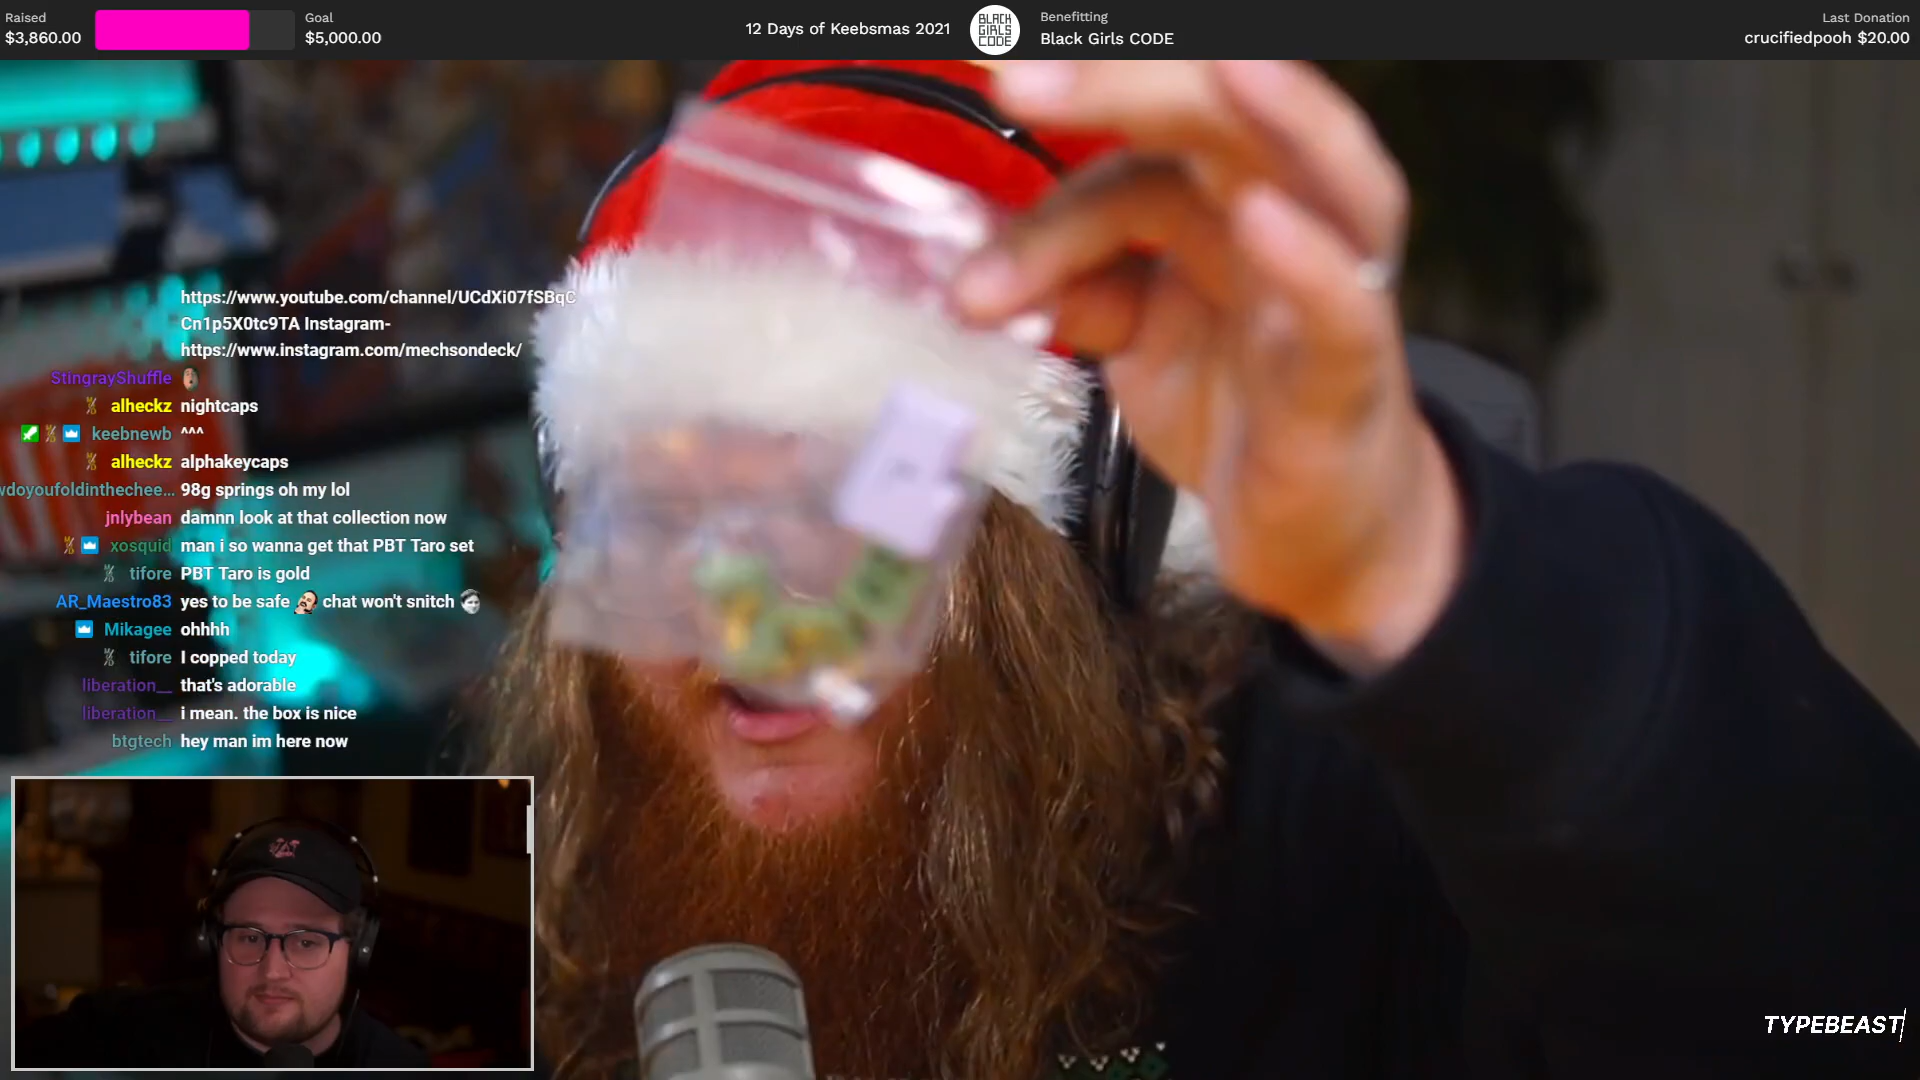 Raised
$3,860.00
Goal
$5,000.00
12 Days of Keebsmas 2021
BLACK
GIRLS
CODE
Benefitting
Black Girls CODE
Last Donation
crucifiedpooh $20.00
https://www.youtube.com/channel/UCdXi07fSBqC
Cn1p5X0tc9TA Instagram-
https://www.instagram.com/mechsondeck/
StingrayShuffle
alheckz nightcaps
keebnewb ^^^
alheckz alphakeycaps
wdoyoufoldinthechee... 98g springs oh my lol
jnlybean damnn look at that collection now
xosquid man i so wanna get that PBT Taro set
tifore PBT Taro is gold
AR_Maestro83 yes to be safe chat won't snitch
Mikagee ohhhh
tifore I copped today
liberation__ that's adorable
liberation__ i mean. the box is nice
btgtech hey man im here now
TYPEBEAST